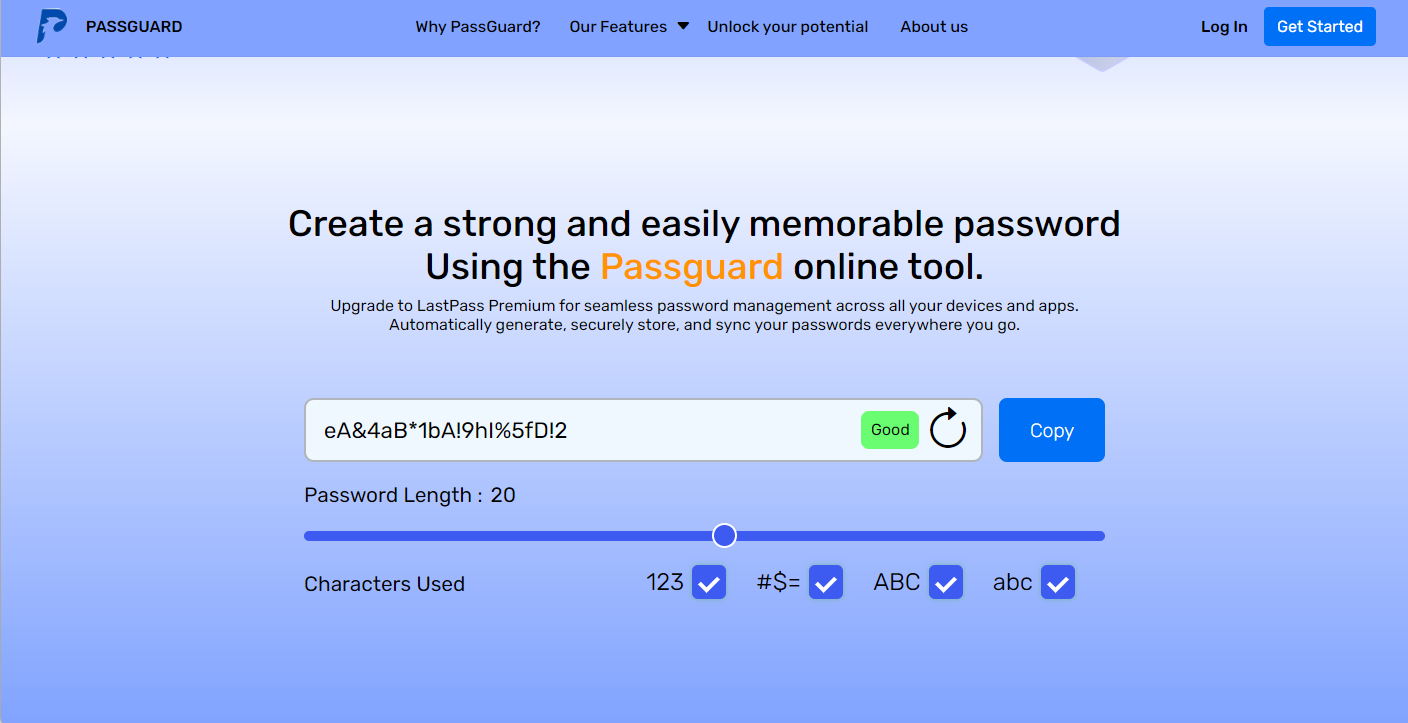 PASSGUARD
Why PassGuard?
Our Features
Unlock your potential
About us
Log In
Get Started
Create a strong and easily memorable password
Using the Passguard online tool.
Upgrade to LastPass Premium for seamless password management across all your devices and apps.
Automatically generate, securely store, and sync your passwords everywhere you go.
eA&4aB*1bA!9hI%5fD!2
Good
Copy
Password Length : 20
Characters Used
123
#$=
ABC
abc